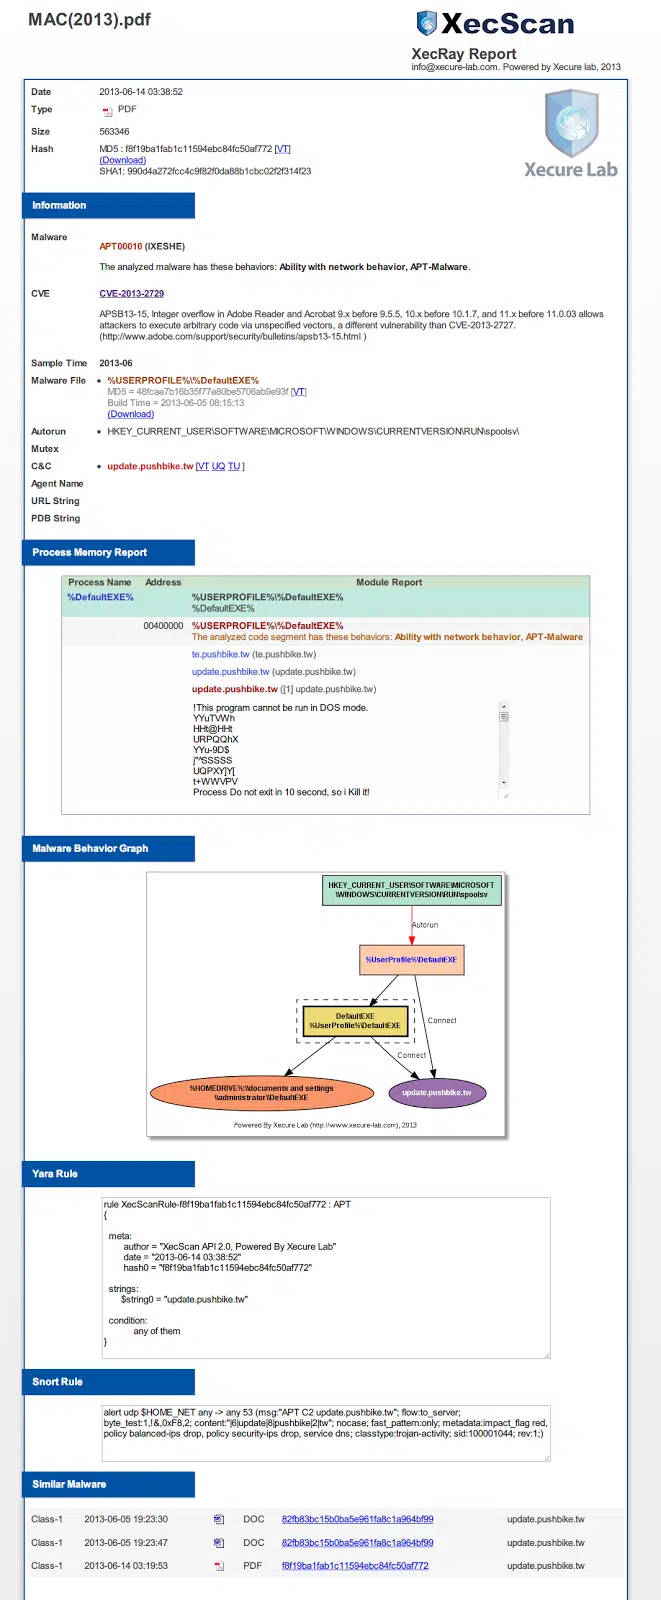 MAC(2013).pdf
XecScan
XecRay Report
info@xecure-lab.com. Powered by Xecure lab, 2013
Date 2013-06-14 03:38:52
Type PDF
Size 563346
Hash MD5 : f8f19ba1fab1c11594ebc84fc50af772 [VT]
(Download)
SHA1: 990d4a272fcc4c9f82f0da88b1cbc02f2f314f23
Xecure Lab
Information
Malware
APT00010 (IXESHE)
The analyzed malware has these behaviors: Ability with network behavior, APT-Malware.
CVE CVE-2013-2729
APSB13-15, Integer overflow in Adobe Reader and Acrobat 9.x before 9.5.5, 10.x before 10.1.7, and 11.x before 11.0.03 allows
attackers to execute arbitrary code via unspecified vectors, a different vulnerability than CVE-2013-2727.
(http://www.adobe.com/support/security/bulletins/apsb13-15.html )
Sample Time 2013-06
Malware File • %USERPROFILE%\%DefaultEXE%
MD5 = 48fcae7b16b35f77e80be5706ab9e93f [VT]
Build Time = 2013-06-05 08:15:13
(Download)
Autorun • HKEY_CURRENT_USER\SOFTWARE\MICROSOFT\WINDOWS\CURRENTVERSION\RUN\spoolsv\
Mutex
C&C • update.pushbike.tw [VT UQ TU ]
Agent Name
URL String
PDB String
Process Memory Report
Process Name Address Module Report
%DefaultEXE% %USERPROFILE%\%DefaultEXE%
%DefaultEXE%
00400000 %USERPROFILE%\%DefaultEXE%
The analyzed code segment has these behaviors: Ability with network behavior, APT-Malware
te.pushbike.tw (te.pushbike.tw)
update.pushbike.tw (update.pushbike.tw)
update.pushbike.tw ([1] update.pushbike.tw)
!This program cannot be run in DOS mode.
YYuTVWh
HHt@HHt
URPQQhX
YYu-9D$
j"^SSSSS
UQPXY]Y[
t+WWVPV
Process Do not exit in 10 second, so i Kill it!
Malware Behavior Graph
HKEY_CURRENT_USER\SOFTWARE\MICROSOFT
\WINDOWS\CURRENTVERSION\RUN\spoolsv
Autorun
%UserProfile%\DefaultEXE
DefaultEXE
%UserProfile%\DefaultEXE
Connect
Connect
%HOMEDRIVE%:\\documents and settings
\\administrator\\DefaultEXE
update.pushbike.tw
Powered By Xecure Lab (http://www.xecure-lab.com), 2013
Yara Rule
rule XecScanRule-f8f19ba1fab1c11594ebc84fc50af772 : APT
{
meta:
author = "XecScan API 2.0, Powered By Xecure Lab"
date = "2013-06-14 03:38:52"
hash0 = "f8f19ba1fab1c11594ebc84fc50af772"
strings:
$string0 = "update.pushbike.tw"
condition:
any of them
}
Snort Rule
alert udp $HOME_NET any -> any 53 (msg:"APT C2 update.pushbike.tw"; flow:to_server;
byte_test:1,!&,0xF8,2; content:"|6|update|8|pushbike|2|tw"; nocase; fast_pattern:only; metadata:impact_flag red,
policy balanced-ips drop, policy security-ips drop, service dns; classtype:trojan-activity; sid:100001044; rev:1;)
Similar Malware
Class-1 2013-06-05 19:23:30 DOC 82fb83bc15b0ba5e961fa8c1a964bf99 update.pushbike.tw
Class-1 2013-06-05 19:23:47 DOC 82fb83bc15b0ba5e961fa8c1a964bf99 update.pushbike.tw
Class-1 2013-06-14 03:19:53 PDF f8f19ba1fab1c11594ebc84fc50af772 update.pushbike.tw